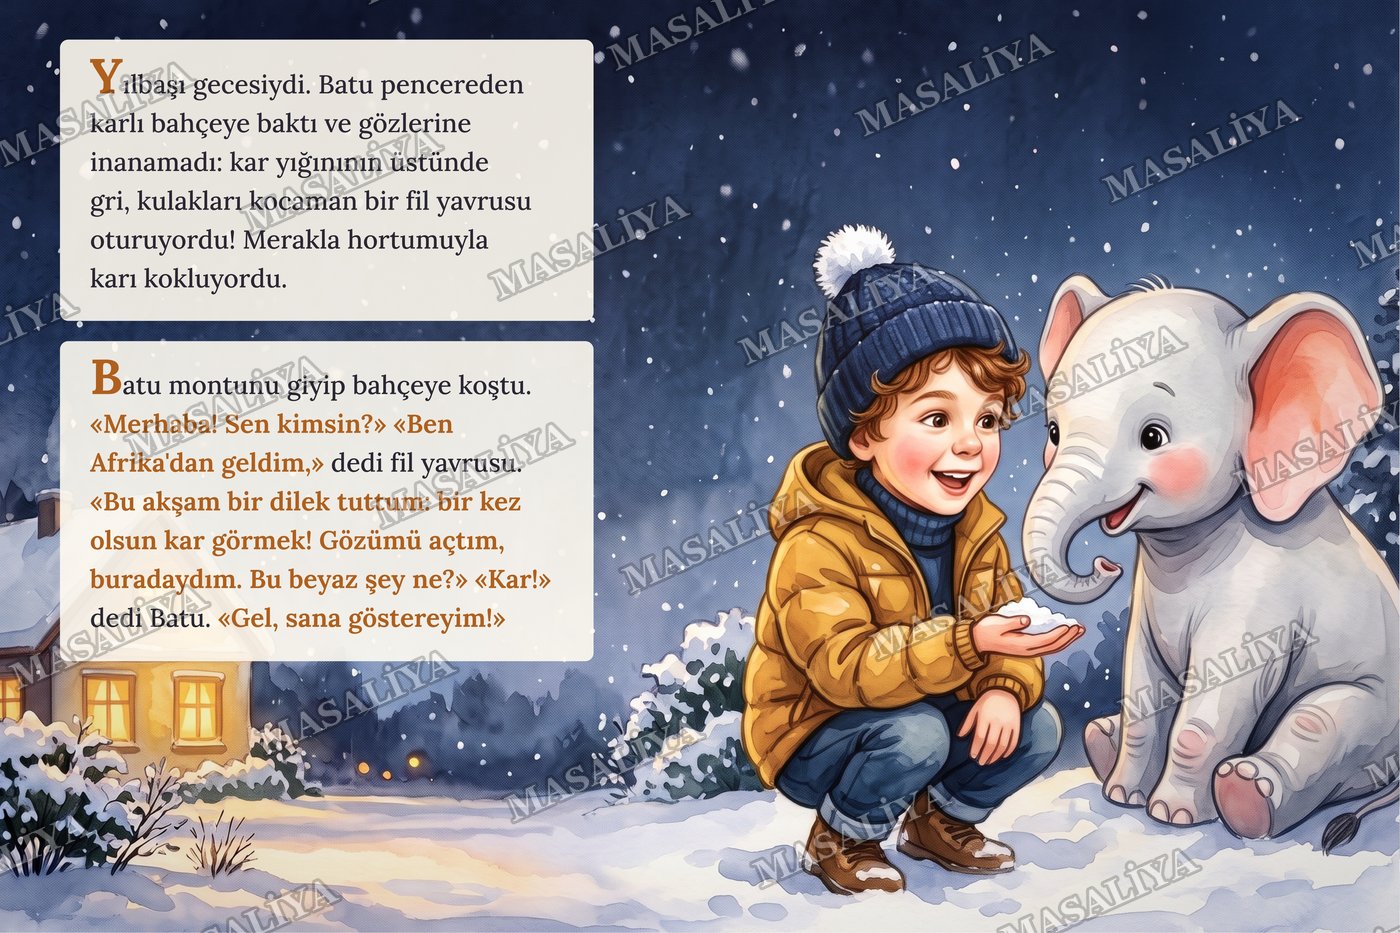 Yılbaşı gecesiydi. Batu pencereden
karlı bahçeye baktı ve gözlerine
inanamadı: kar yığınının üstünde
gri, kulakları kocaman bir fil yavrusu
oturuyordu! Merakla hortumuyla
karı kokluyordu.
Batu montunu giyip bahçeye koştu.
«Merhaba! Sen kimsin?» «Ben
Afrika'dan geldim,» dedi fil yavrusu.
«Bu akşam bir dilek tuttum: bir kez
olsun kar görmek! Gözümü açtım,
buradaydım. Bu beyaz şey ne?» «Kar!»
dedi Batu. «Gel, sana göstereyim!»
MASALİYA